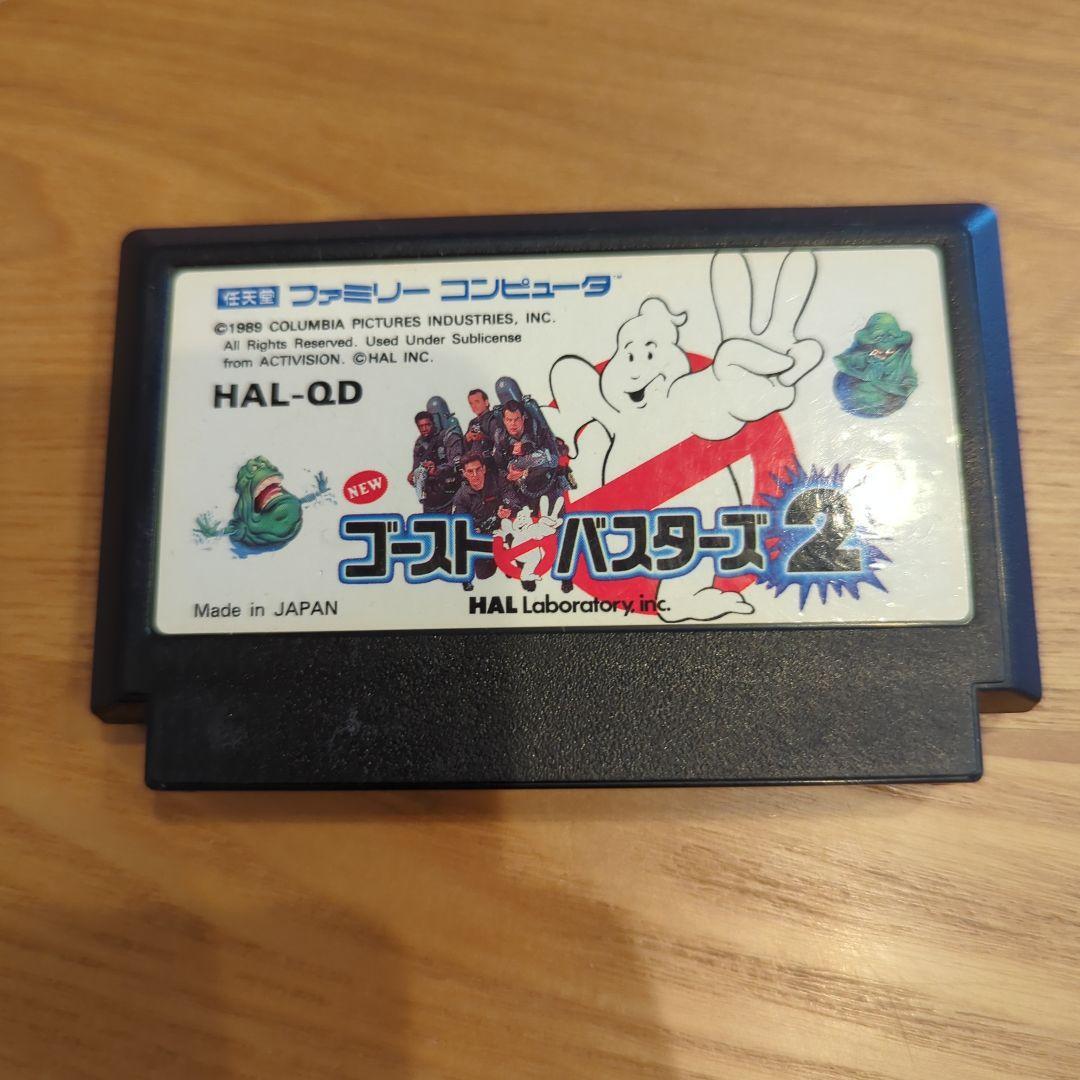 任天堂 ファミリー コンピュータ™
©1989 COLUMBIA PICTURES INDUSTRIES, INC.
All Rights Reserved. Used Under Sublicense
from ACTIVISION. ©HAL INC.
HAL-QD
NEW
ゴーストバスターズ2
Made in JAPAN
HAL Laboratory, inc.